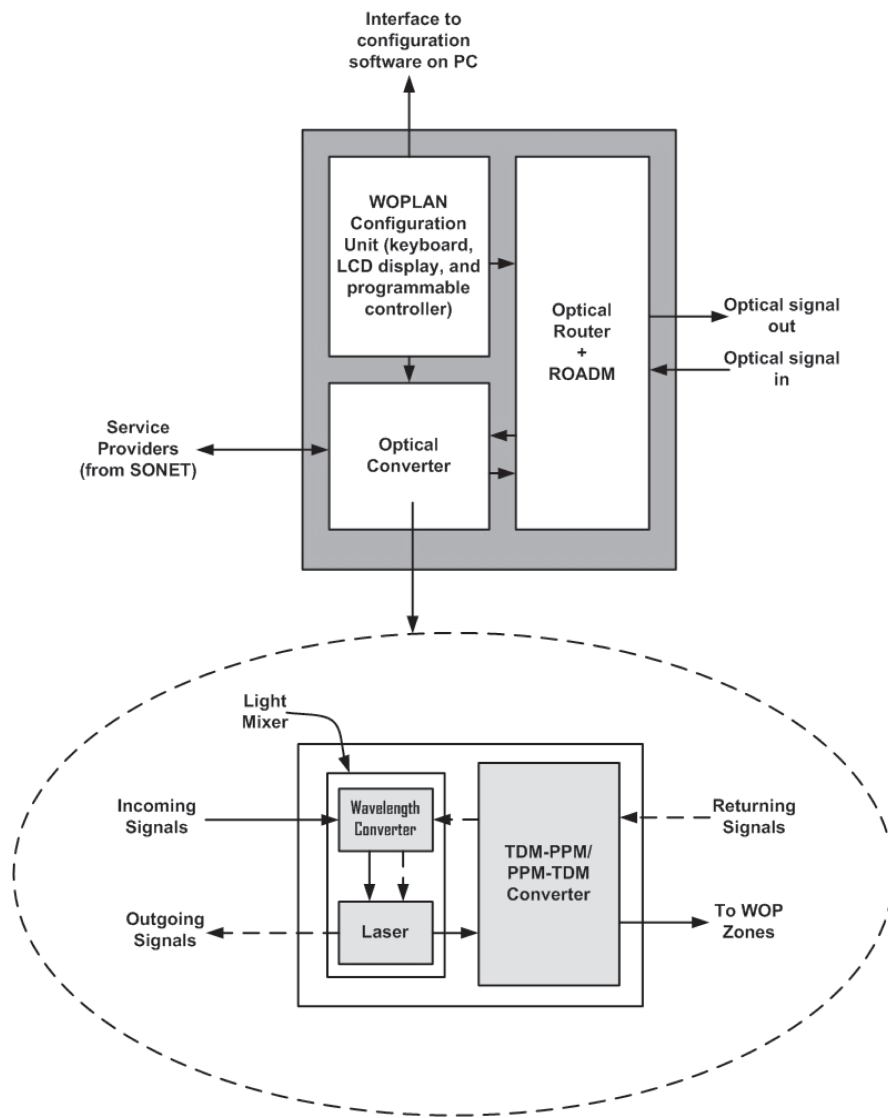 Interface to
configuration
software on PC
WOPLAN
Configuration
Unit (keyboard,
LCD display, and
programmable
controller)
Optical
Router
+
ROADM
Optical signal
out
Optical signal
in
Service
Providers
(from SONET)
Optical
Converter
Light
Mixer
Incoming
Signals
Wavelength
Converter
TDM-PPM/
PPM-TDM
Converter
Returning
Signals
Outgoing
Signals
Laser
To WOP
Zones